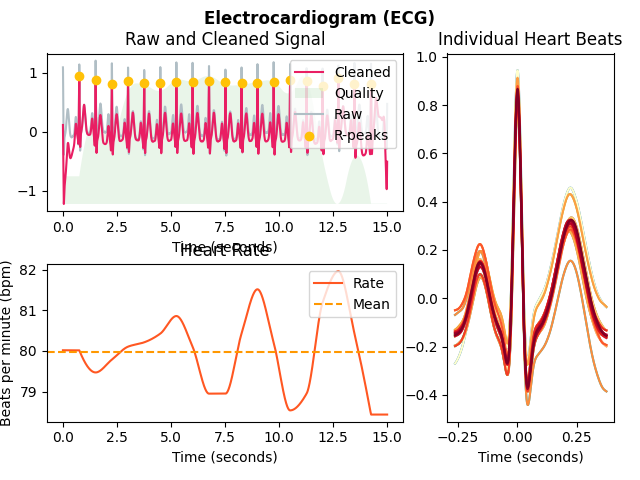 Electrocardiogram (ECG)
Raw and Cleaned Signal
1
0
−1
Cleaned
Quality
Raw
R-peaks
0.0 2.5 5.0 7.5 10.0 12.5 15.0
Time (seconds)
Heart Rate
Beats per minute (bpm)
82
81
80
79
Rate
Mean
0.0 2.5 5.0 7.5 10.0 12.5 15.0
Time (seconds)
Individual Heart Beats
1.0
0.8
0.6
0.4
0.2
0.0
−0.2
−0.4
−0.25 0.00 0.25
Time (seconds)